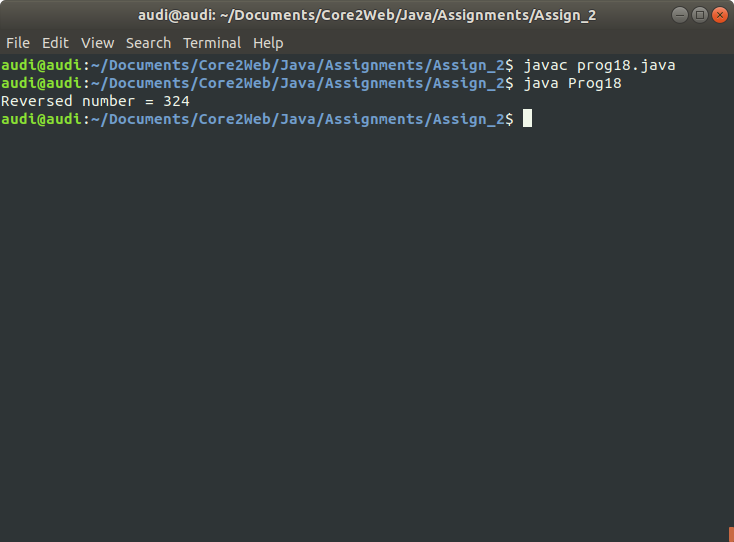 audi@audi: ~/Documents/Core2Web/Java/Assignments/Assign_2
File Edit View Search Terminal Help
audi@audi:~/Documents/Core2Web/Java/Assignments/Assign_2$ javac prog18.java
audi@audi:~/Documents/Core2Web/Java/Assignments/Assign_2$ java Prog18
Reversed number = 324
audi@audi:~/Documents/Core2Web/Java/Assignments/Assign_2$